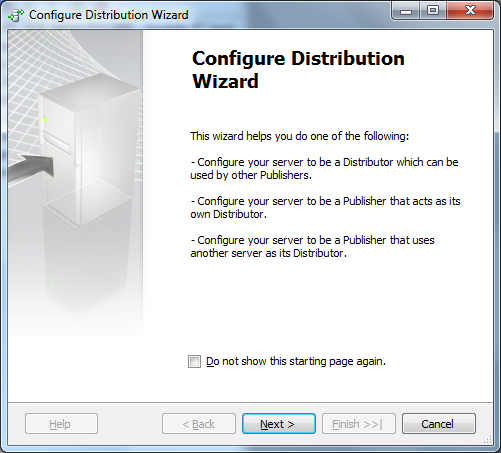 Configure Distribution Wizard
Configure Distribution
Wizard
This wizard helps you do one of the following:
- Configure your server to be a Distributor which can be
used by other Publishers.
- Configure your server to be a Publisher that acts as its
own Distributor.
- Configure your server to be a Publisher that uses
another server as its Distributor.
Do not show this starting page again.
Help
< Back
Next >
Finish >>|
Cancel